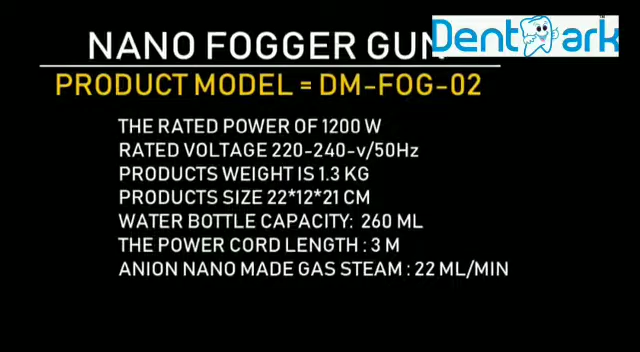 NANO FOGGER GUN
DentMark
™
PRODUCT MODEL = DM-FOG-02
THE RATED POWER OF 1200 W
RATED VOLTAGE 220-240-v/50Hz
PRODUCTS WEIGHT IS 1.3 KG
PRODUCTS SIZE 22*12*21 CM
WATER BOTTLE CAPACITY: 260 ML
THE POWER CORD LENGTH : 3 M
ANION NANO MADE GAS STEAM : 22 ML/MIN